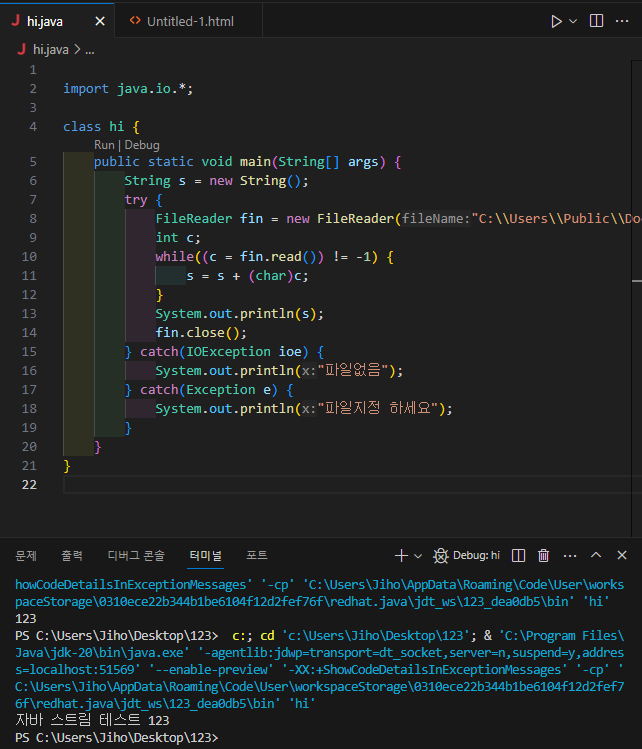 J hi.java × <> Untitled-1.html
J hi.java > ...
1
2 import java.io.*;
3
4 class hi {
Run | Debug
5 public static void main(String[] args) {
6 String s = new String();
7 try {
8 FileReader fin = new FileReader(fileName:"C:\\Users\\Public\\Do
9 int c;
10 while((c = fin.read()) != -1) {
11 s = s + (char)c;
12 }
13 System.out.println(s);
14 fin.close();
15 } catch(IOException ioe) {
16 System.out.println(x:"파일없음");
17 } catch(Exception e) {
18 System.out.println(x:"파일지정 하세요");
19 }
20 }
21 }
22
문제 출력 디버그 콘솔 터미널 포트 Debug: hi
howCodeDetailsInExceptionMessages' '-cp' 'C:\Users\Jiho\AppData\Roaming\Code\User\works
paceStorage\0310ece22b344b1be6104f12d2fef76f\redhat.java\jdt_ws\123_dea0db5\bin' 'hi'
123
PS C:\Users\Jiho\Desktop\123> c:; cd 'c:\Users\Jiho\Desktop\123'; & 'C:\Program Files\
Java\jdk-20\bin\java.exe' '-agentlib:jdwp=transport=dt_socket,server=n,suspend=y,addres
s=localhost:51569' '--enable-preview' '-XX:+ShowCodeDetailsInExceptionMessages' '-cp' '
C:\Users\Jiho\AppData\Roaming\Code\User\workspaceStorage\0310ece22b344b1be6104f12d2fef7
6f\redhat.java\jdt_ws\123_dea0db5\bin' 'hi'
자바 스트림 테스트 123
PS C:\Users\Jiho\Desktop\123>